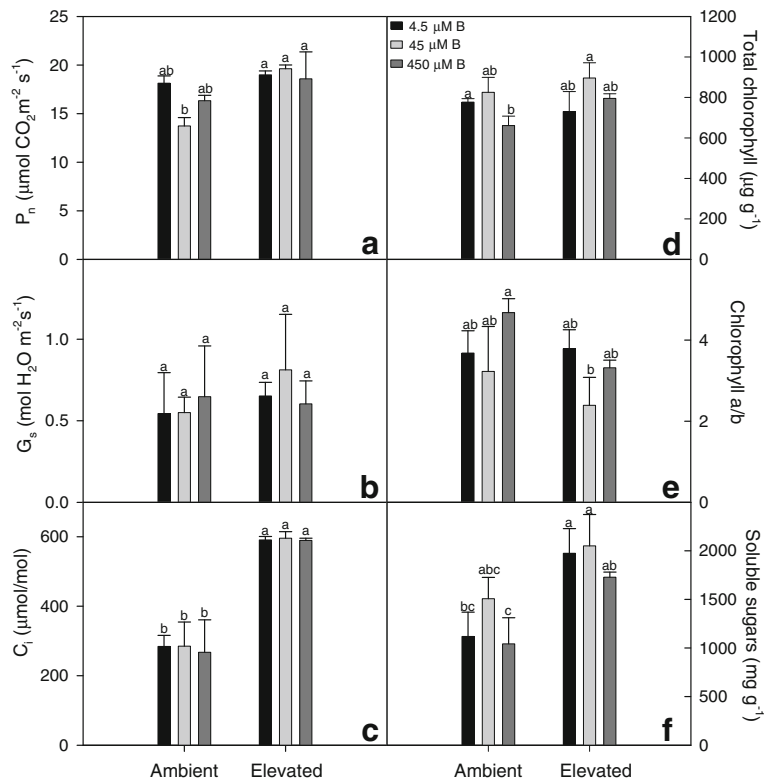 25
20
15
10
5
0
Pn (μmol CO2m-2 s-1)
ab
b
ab
a
a
a
a
4.5 μM B
45 μM B
450 μM B
1200
1000
800
600
400
200
0
Total chlorophyll (μg g-1)
a
ab
b
ab
a
ab
d
1.0
0.5
0.0
Gs (mol H2O m-2s-1)
a
a
a
a
a
a
b
4
2
0
Chlorophyll a/b
ab
ab
a
ab
b
ab
e
600
400
200
0
Ci (μmol/mol)
b
b
b
a
a
a
c
2000
1500
1000
500
0
Soluble sugars (mg g-1)
bc
abc
c
a
a
ab
f
Ambient Elevated
Ambient Elevated